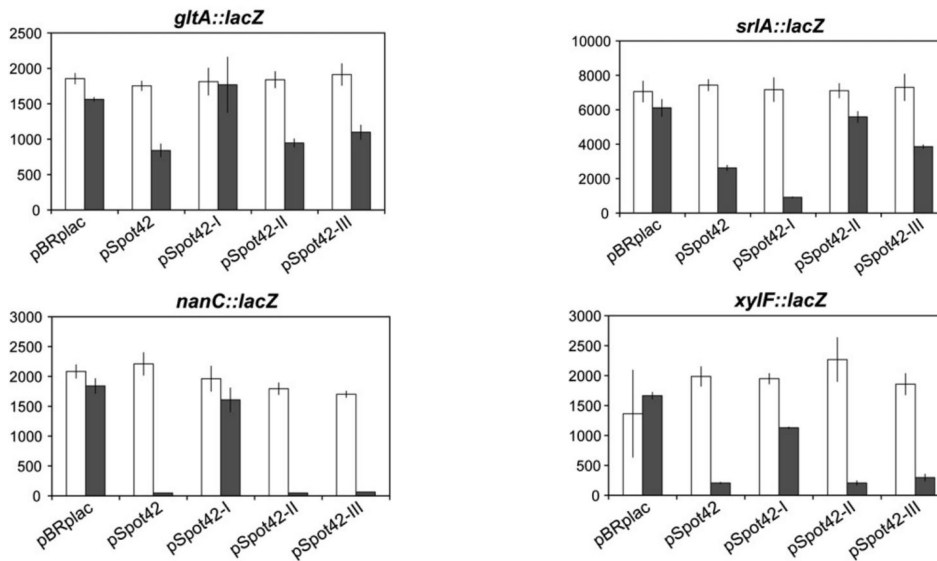 gltA::lacZ
2500
2000
1500
1000
500
0
pBRplac
pSpot42
pSpot42-I
pSpot42-II
pSpot42-III
srlA::lacZ
10000
8000
6000
4000
2000
0
pBRplac
pSpot42
pSpot42-I
pSpot42-II
pSpot42-III
nanC::lacZ
3000
2500
2000
1500
1000
500
0
pBRplac
pSpot42
pSpot42-I
pSpot42-II
pSpot42-III
xylF::lacZ
3000
2500
2000
1500
1000
500
0
pBRplac
pSpot42
pSpot42-I
pSpot42-II
pSpot42-III